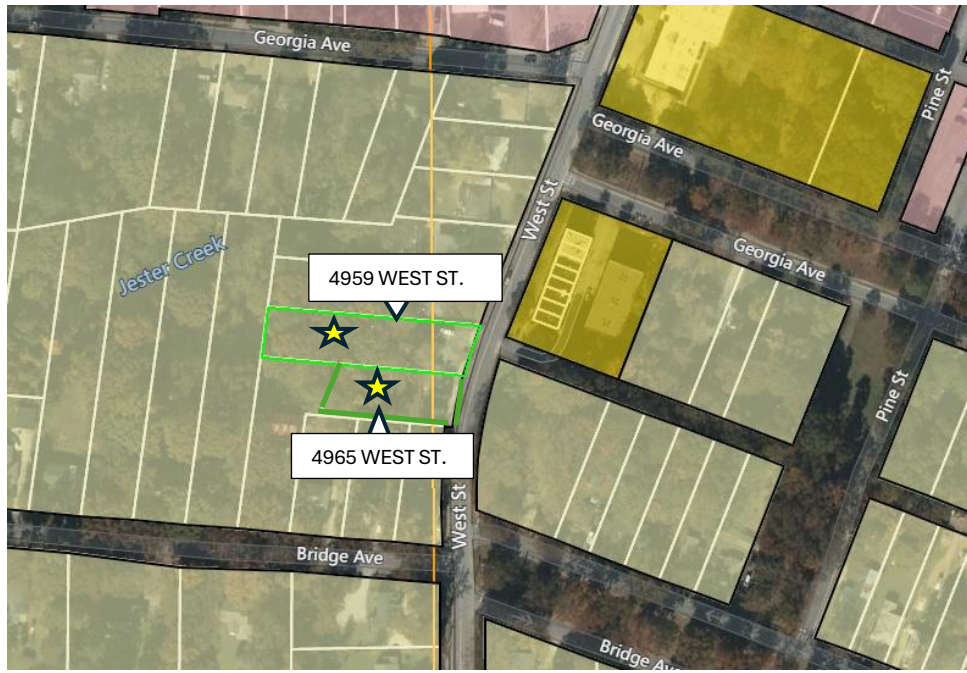 Georgia Ave
Pine St
Georgia Ave
West St
Georgia Ave
Jester Creek
4959 WEST ST.
Pine St
4965 WEST ST.
West St
Bridge Ave
Bridge Ave